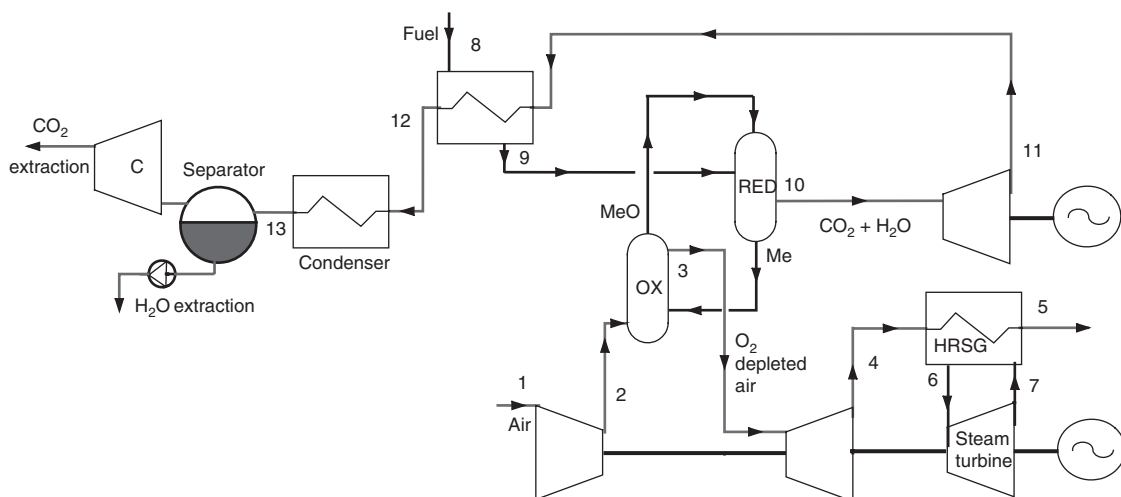 Fuel
8
12
CO₂
extraction
C
Separator
9
RED
10
11
MeO
CO₂ + H₂O
13
Condenser
Me
3
OX
H₂O extraction
5
HRSG
O₂
depleted
air
4
6
7
1
2
Air
Steam
turbine